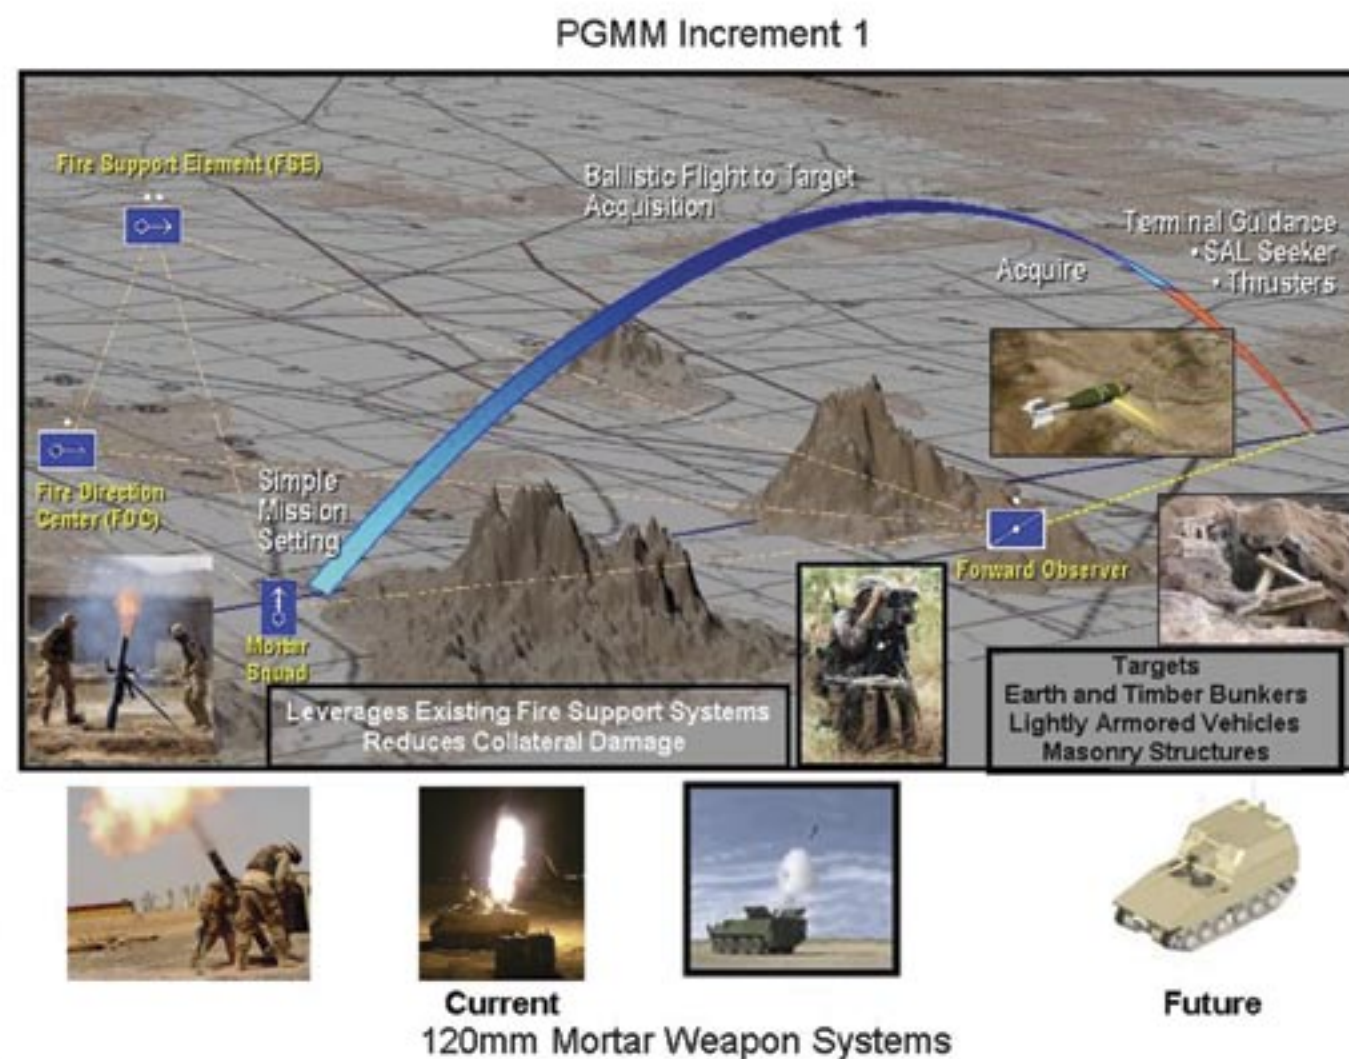 PGMM Increment 1
Fire Support Element (FSE)
Ballistic Flight to Target
Acquisition
Terminal Guidance
• SAL Seeker
• Thrusters
Acquire
Simple
Mission
Setting
Fire Direction
Center (FDC)
Forward Observer
Mortar
Squad
Leverages Existing Fire Support Systems
Reduces Collateral Damage
Targets
Earth and Timber Bunkers
Lightly Armored Vehicles
Masonry Structures
Current
Future
120mm Mortar Weapon Systems